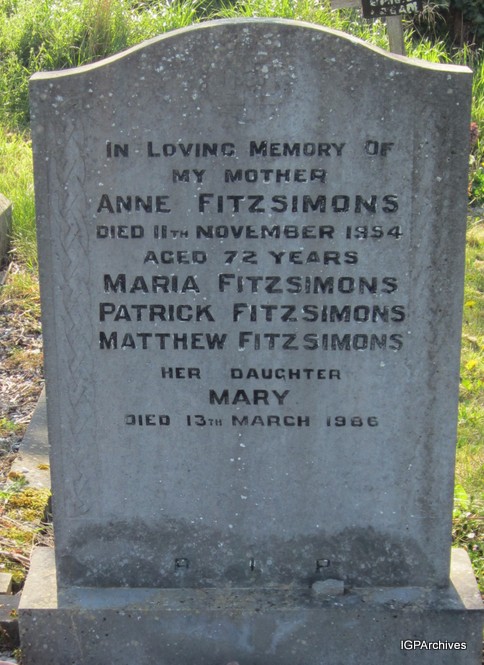 IN LOVING MEMORY OF
MY MOTHER
ANNE FITZSIMONS
DIED 11TH NOVEMBER 1954
AGED 72 YEARS
MARIA FITZSIMONS
PATRICK FITZSIMONS
MATTHEW FITZSIMONS
HER DAUGHTER
MARY
DIED 13TH MARCH 1986
R I P
IGPArchives